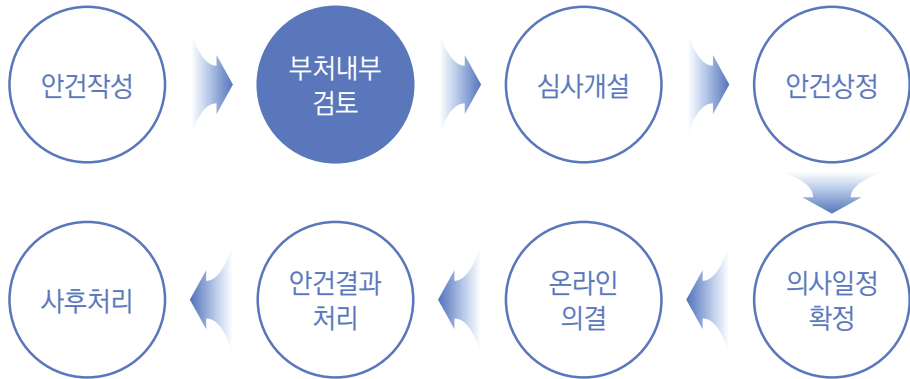 안건작성
부처내부
검토
심사개설
안건상정
의사일정
확정
온라인
의결
안건결과
처리
사후처리